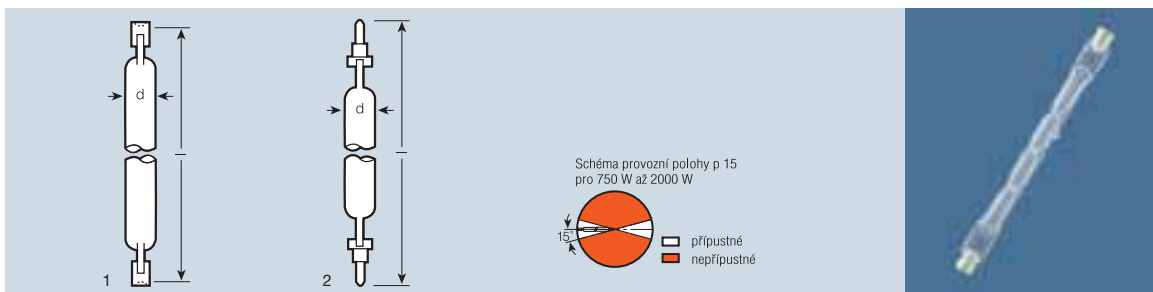 d
l
1
d
l
2
Schéma provozní polohy p 15
pro 750 W až 2000 W
15°
přípustné
nepřípustné